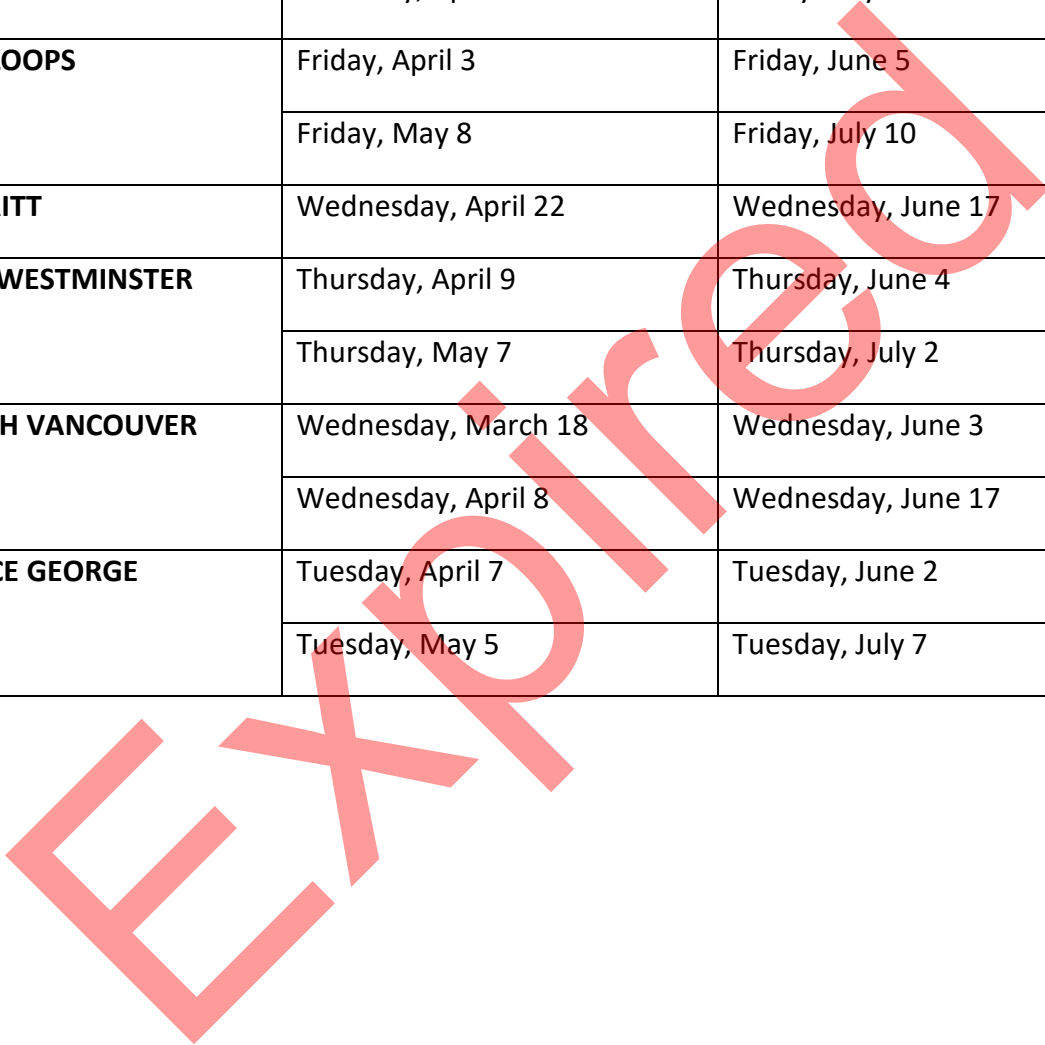 OOPS Friday, April 3 Friday, June 5
Friday, May 8 Friday, July 10
ITT Wednesday, April 22 Wednesday, June 17
WESTMINSTER Thursday, April 9 Thursday, June 4
Thursday, May 7 Thursday, July 2
H VANCOUVER Wednesday, March 18 Wednesday, June 3
Wednesday, April 8 Wednesday, June 17
CE GEORGE Tuesday, April 7 Tuesday, June 2
Tuesday, May 5 Tuesday, July 7
Expired